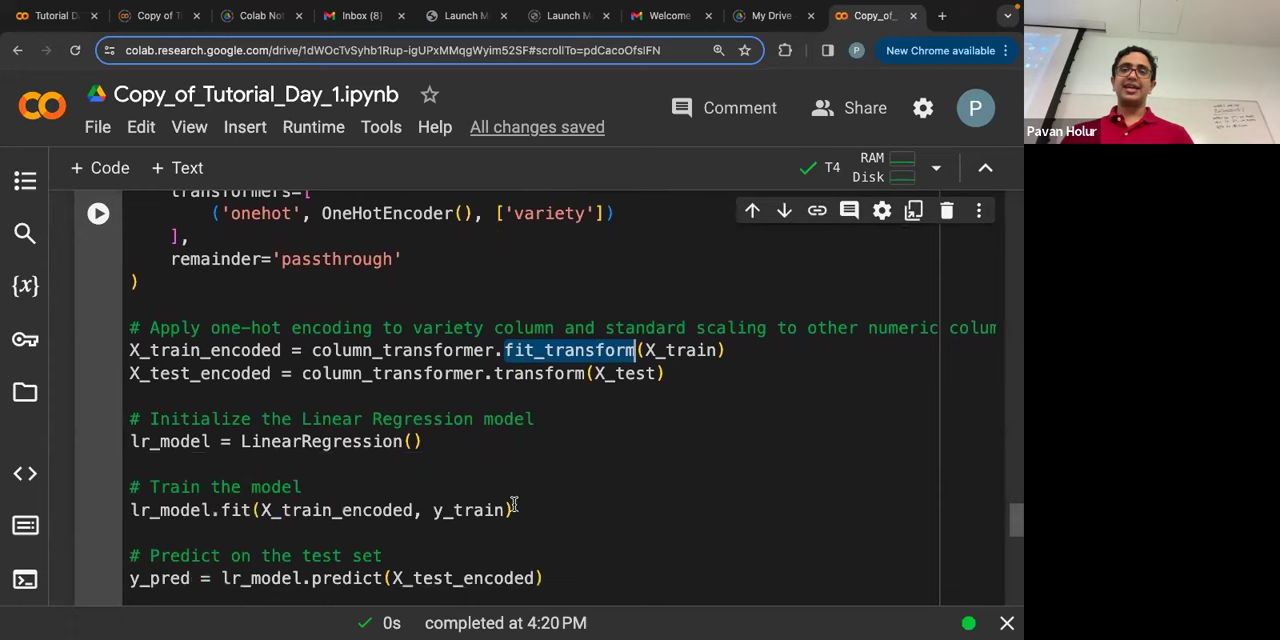 Tutorial D
Copy of T
Colab Not
Inbox (8)
Launch M
Launch M
Welcome
My Drive
Copy_of_
colab.research.google.com/drive/1dWOcTvSyhb1Rup-igUPxMMqgWyim52SF#scrollTo=pdCacoOfsIFN
P
New Chrome available
Copy_of_Tutorial_Day_1.ipynb
Comment
Share
P
File Edit View Insert Runtime Tools Help All changes saved
+ Code + Text
T4
RAM
Disk
transformers=[
('onehot', OneHotEncoder(), ['variety'])
],
remainder='passthrough'
)
# Apply one-hot encoding to variety column and standard scaling to other numeric colum
X_train_encoded = column_transformer.fit_transform(X_train)
X_test_encoded = column_transformer.transform(X_test)
# Initialize the Linear Regression model
lr_model = LinearRegression()
# Train the model
lr_model.fit(X_train_encoded, y_train)
# Predict on the test set
y_pred = lr_model.predict(X_test_encoded)
0s completed at 4:20 PM
Pavan Holur